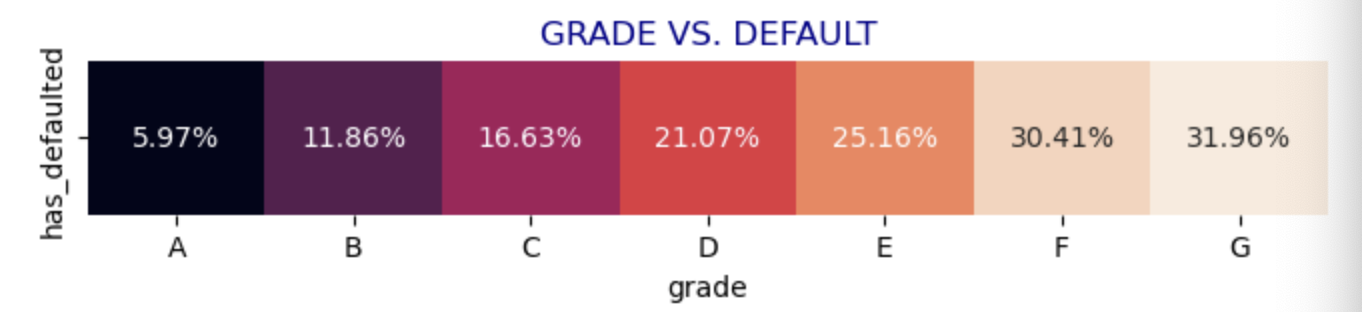 GRADE VS. DEFAULT
has_defaulted
5.97% 11.86% 16.63% 21.07% 25.16% 30.41% 31.96%
A B C D E F G
grade